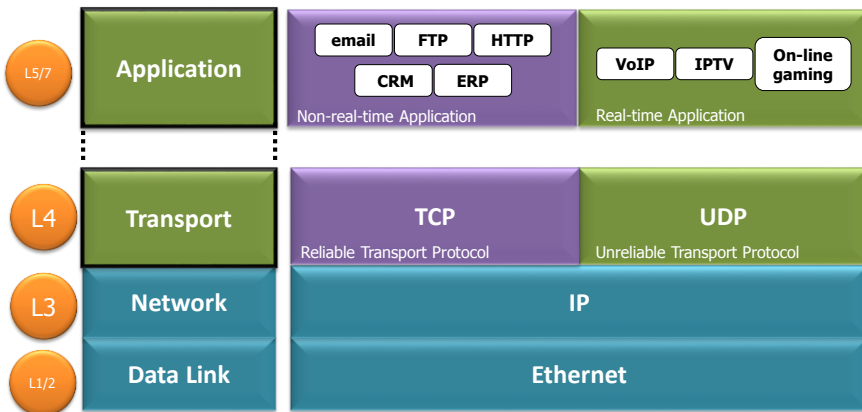 L5/7
Application
email
FTP
HTTP
CRM
ERP
Non-real-time Application
VoIP
IPTV
On-line
gaming
Real-time Application
L4
Transport
TCP
Reliable Transport Protocol
UDP
Unreliable Transport Protocol
L3
Network
IP
L1/2
Data Link
Ethernet